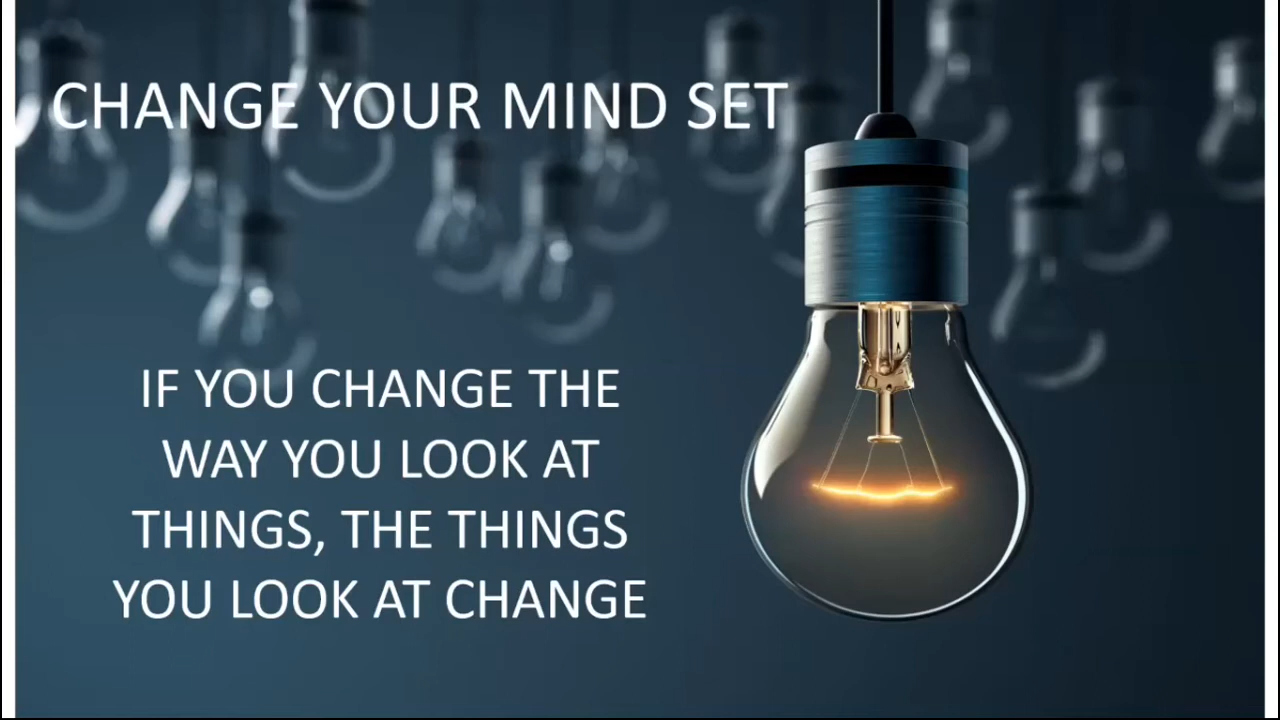 CHANGE YOUR MIND SET
IF YOU CHANGE THE
WAY YOU LOOK AT
THINGS, THE THINGS
YOU LOOK AT CHANGE